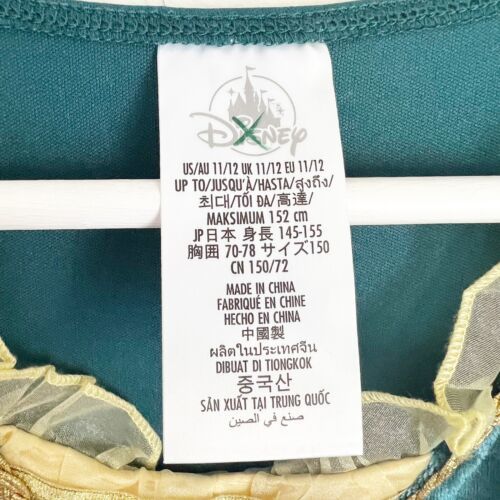 Disney
US/AU 11/12 UK 11/12 EU 11/12
UP TO/JUSQU'À/HASTA/สูงถึง/
최대/TỐI ĐA/高達/
MAKSIMUM 152 cm
JP日本 身長 145-155
胸囲 70-78 サイズ150
CN 150/72
MADE IN CHINA
FABRIQUÉ EN CHINE
HECHO EN CHINA
中國製
ผลิตในประเทศจีน
DIBUAT DI TIONGKOK
중국산
SẢN XUẤT TẠI TRUNG QUỐC
صنع في الصين